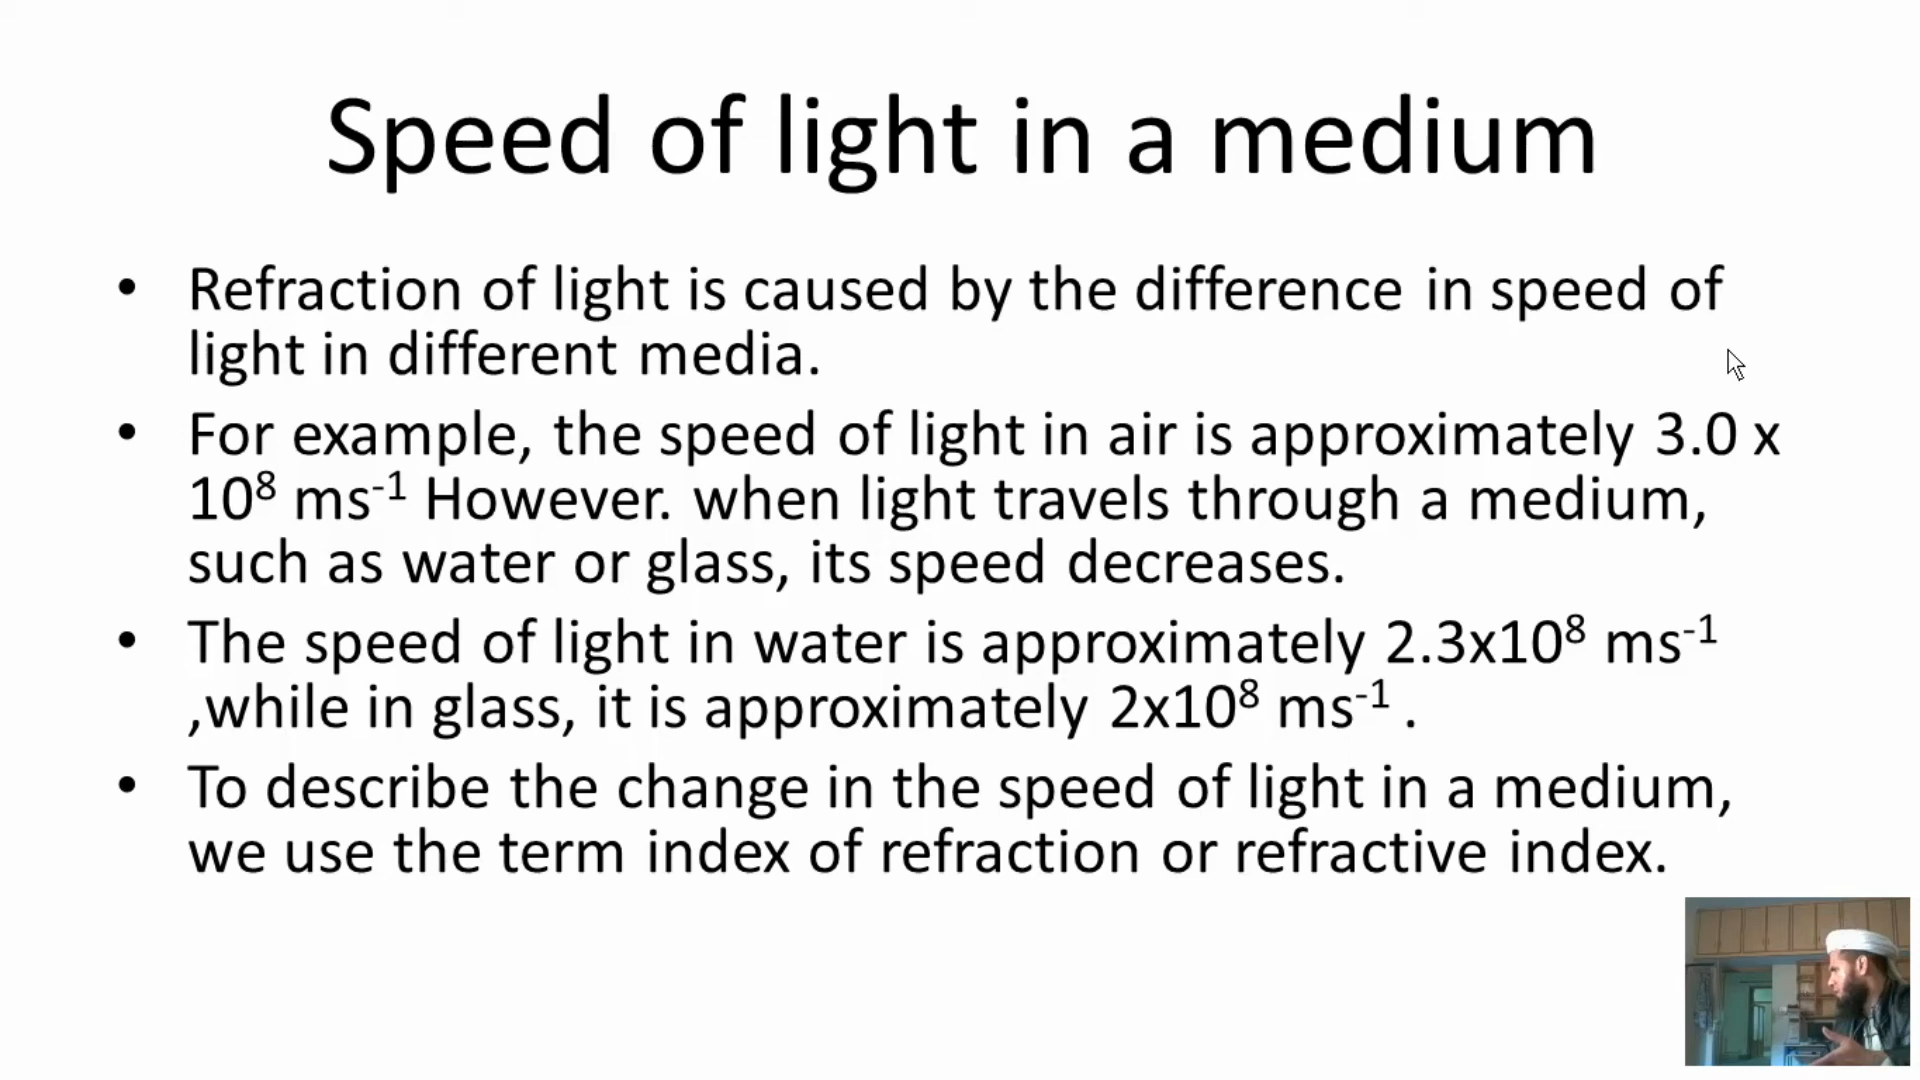 Speed of light in a medium
• Refraction of light is caused by the difference in speed of
light in different media.
• For example, the speed of light in air is approximately 3.0 x
10⁸ ms⁻¹ However. when light travels through a medium,
such as water or glass, its speed decreases.
• The speed of light in water is approximately 2.3x10⁸ ms⁻¹
,while in glass, it is approximately 2x10⁸ ms⁻¹ .
• To describe the change in the speed of light in a medium,
we use the term index of refraction or refractive index.